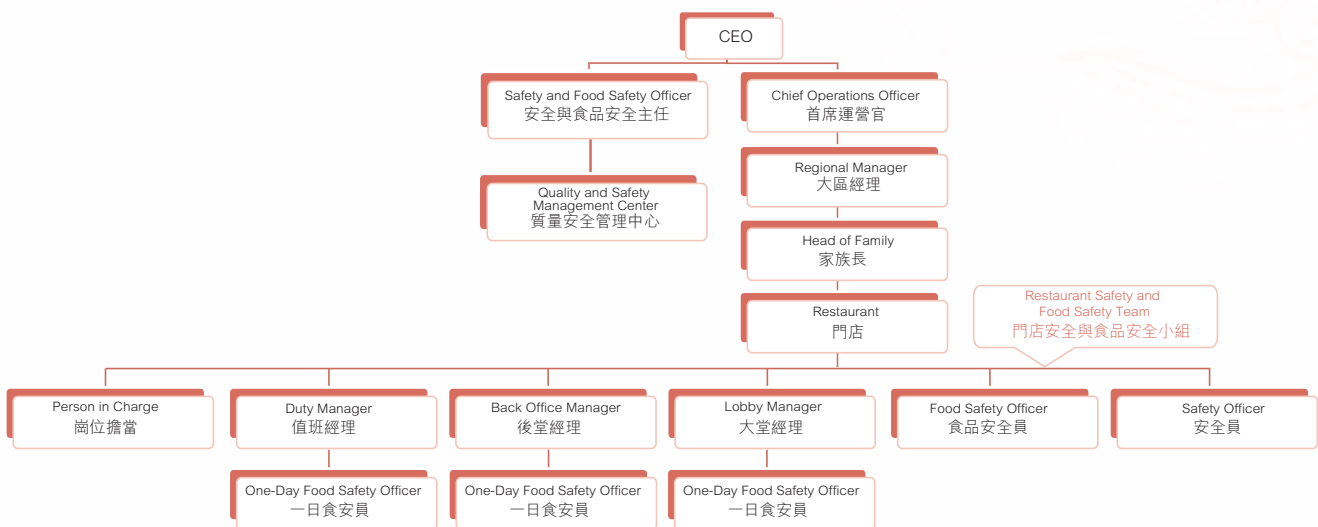 CEO
Safety and Food Safety Officer
安全與食品安全主任
Chief Operations Officer
首席運營官
Quality and Safety
Management Center
質量安全管理中心
Regional Manager
大區經理
Head of Family
家族長
Restaurant
門店
Restaurant Safety and
Food Safety Team
門店安全與食品安全小組
Person in Charge
崗位擔當
Duty Manager
值班經理
Back Office Manager
後堂經理
Lobby Manager
大堂經理
Food Safety Officer
食品安全員
Safety Officer
安全員
One-Day Food Safety Officer
一日食安員
One-Day Food Safety Officer
一日食安員
One-Day Food Safety Officer
一日食安員